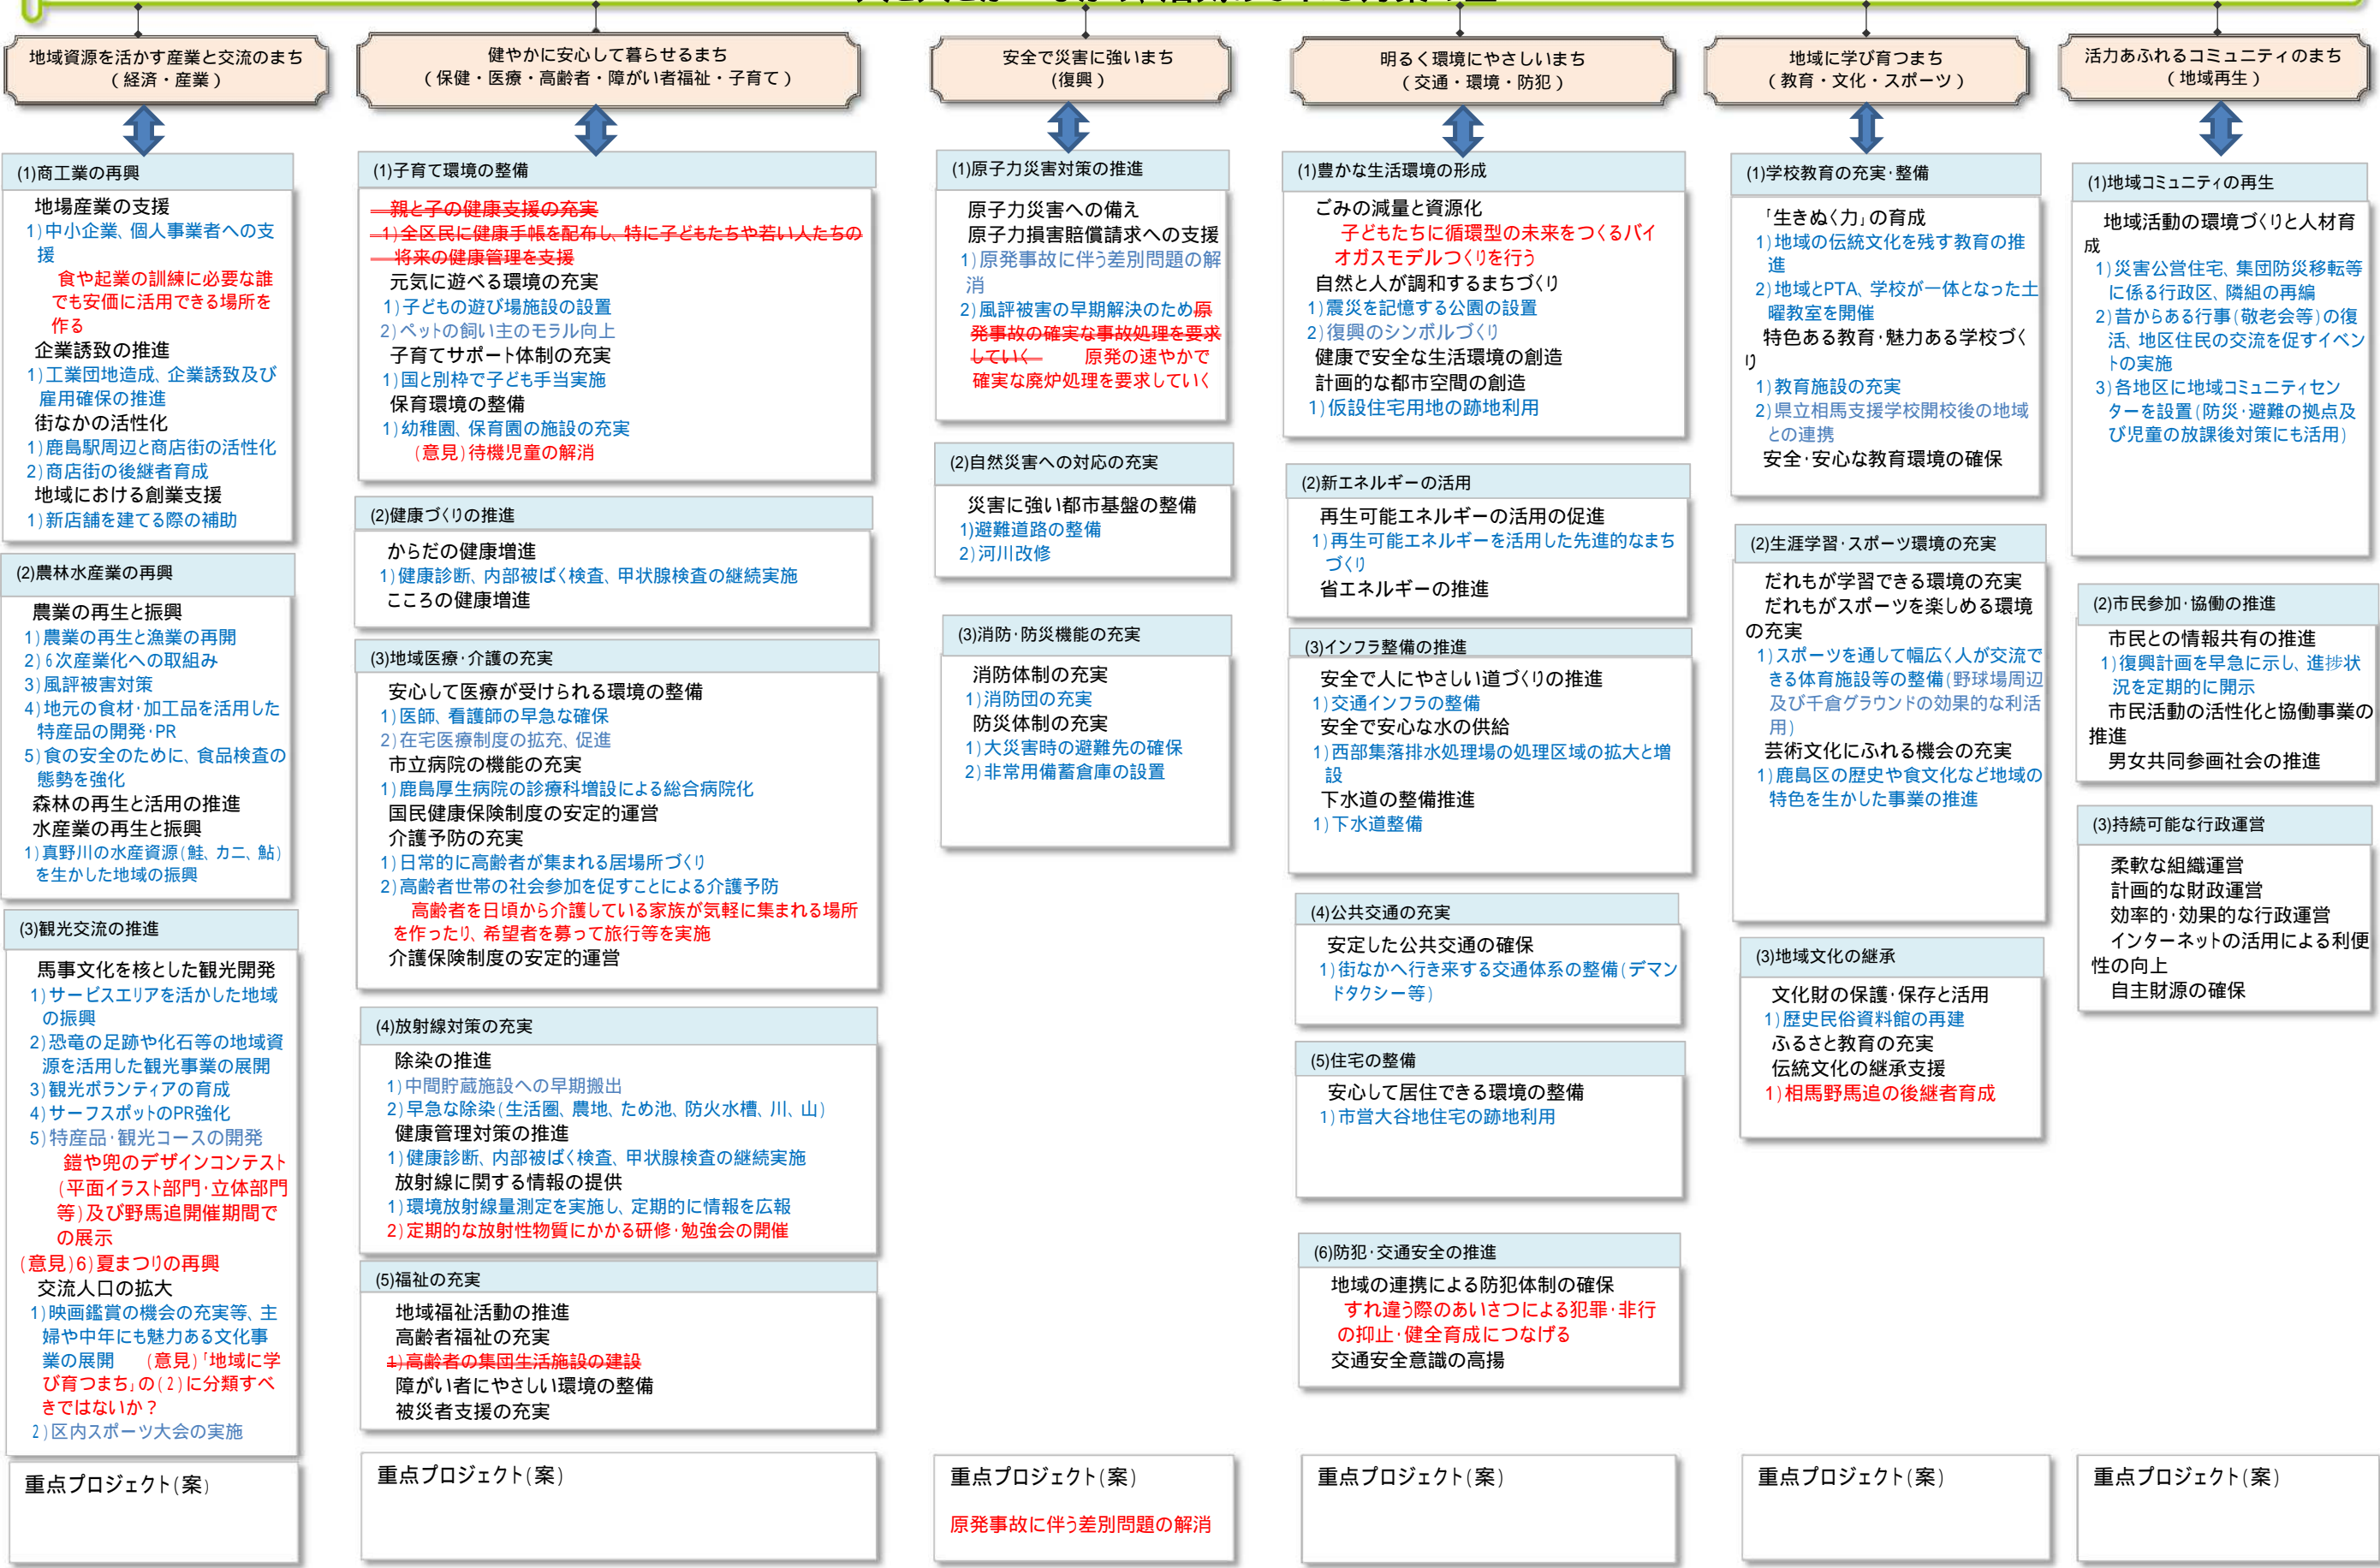 地域資源を活かす産業と交流のまち
（経済・産業）
(1)商工業の再興
地場産業の支援
1)中小企業、個人事業者への支
援
食や起業の訓練に必要な誰
でも安価に活用できる場所を
作る
企業誘致の推進
1)工業団地造成、企業誘致及び
雇用確保の推進
街なかの活性化
1)鹿島駅周辺と商店街の活性化
2)商店街の後継者育成
地域における創業支援
1)新店舗を建てる際の補助
(2)農林水産業の再興
農業の再生と振興
1)農業の再生と漁業の再開
2)6次産業化への取組み
3)風評被害対策
4)地元の食材・加工品を活用した
特産品の開発・PR
5)食の安全のために、食品検査の
態勢を強化
森林の再生と活用の推進
水産業の再生と振興
1)真野川の水産資源(鮭、カニ、鮎)
を生かした地域の振興
(3)観光交流の推進
馬事文化を核とした観光開発
1)サービスエリアを活かした地域
の振興
2)恐竜の足跡や化石等の地域資
源を活用した観光事業の展開
3)観光ボランティアの育成
4)サーフスポットのPR強化
5)特産品・観光コースの開発
鎧や兜のデザインコンテスト
(平面イラスト部門・立体部門
等)及び野馬追開催期間で
の展示
(意見)6)夏まつりの再興
交流人口の拡大
1)映画鑑賞の機会の充実等、主
婦や中年にも魅力ある文化事
業の展開 (意見)「地域に学
び育つまち」の(2)に分類すべ
きではないか？
2)区内スポーツ大会の実施
重点プロジェクト(案)
健やかに安心して暮らせるまち
（保健・医療・高齢者・障がい者福祉・子育て）
(1)子育て環境の整備
親と子の健康支援の充実
1)全区民に健康手帳を配布し、特に子どもたちや若い人たちの
将来の健康管理を支援
元気に遊べる環境の充実
1)子どもの遊び場施設の設置
2)ペットの飼い主のモラル向上
子育てサポート体制の充実
1)国と別枠で子ども手当実施
保育環境の整備
1)幼稚園、保育園の施設の充実
(意見)待機児童の解消
(2)健康づくりの推進
からだの健康増進
1)健康診断、内部被ばく検査、甲状腺検査の継続実施
こころの健康増進
(3)地域医療・介護の充実
安心して医療が受けられる環境の整備
1)医師、看護師の早急な確保
2)在宅医療制度の拡充、促進
市立病院の機能の充実
1)鹿島厚生病院の診療科増設による総合病院化
国民健康保険制度の安定的運営
介護予防の充実
1)日常的に高齢者が集まれる居場所づくり
2)高齢者世帯の社会参加を促すことによる介護予防
高齢者を日頃から介護している家族が気軽に集まれる場所
を作ったり、希望者を募って旅行等を実施
介護保険制度の安定的運営
(4)放射線対策の充実
除染の推進
1)中間貯蔵施設への早期搬出
2)早急な除染(生活圏、農地、ため池、防火水槽、川、山)
健康管理対策の推進
1)健康診断、内部被ばく検査、甲状腺検査の継続実施
放射線に関する情報の提供
1)環境放射線量測定を実施し、定期的に情報を広報
2)定期的な放射性物質にかかる研修・勉強会の開催
(5)福祉の充実
地域福祉活動の推進
高齢者福祉の充実
1)高齢者の集団生活施設の建設
障がい者にやさしい環境の整備
被災者支援の充実
重点プロジェクト(案)
安全で災害に強いまち
(復興)
(1)原子力災害対策の推進
原子力災害への備え
原子力損害賠償請求への支援
1)原発事故に伴う差別問題の解
消
2)風評被害の早期解決のため原
発事故の確実な事故処理を要求
していく 原発の速やかで
確実な廃炉処理を要求していく
(2)自然災害への対応の充実
災害に強い都市基盤の整備
1)避難道路の整備
2)河川改修
(3)消防・防災機能の充実
消防体制の充実
1)消防団の充実
防災体制の充実
1)大災害時の避難先の確保
2)非常用備蓄倉庫の設置
重点プロジェクト(案)
原発事故に伴う差別問題の解消
明るく環境にやさしいまち
（交通・環境・防犯）
(1)豊かな生活環境の形成
ごみの減量と資源化
子どもたちに循環型の未来をつくるバイ
オガスモデルつくりを行う
自然と人が調和するまちづくり
1)震災を記憶する公園の設置
2)復興のシンボルづくり
健康で安全な生活環境の創造
計画的な都市空間の創造
1)仮設住宅用地の跡地利用
(2)新エネルギーの活用
再生可能エネルギーの活用の促進
1)再生可能エネルギーを活用した先進的なまち
づくり
省エネルギーの推進
(3)インフラ整備の推進
安全で人にやさしい道づくりの推進
1)交通インフラの整備
安全で安心な水の供給
1)西部集落排水処理場の処理区域の拡大と増
設
下水道の整備推進
1)下水道整備
(4)公共交通の充実
安定した公共交通の確保
1)街なかへ行き来する交通体系の整備(デマン
ドタクシー等)
(5)住宅の整備
安心して居住できる環境の整備
1)市営大谷地住宅の跡地利用
(6)防犯・交通安全の推進
地域の連携による防犯体制の確保
すれ違う際のあいさつによる犯罪・非行
の抑止・健全育成につなげる
交通安全意識の高揚
重点プロジェクト(案)
地域に学び育つまち
（教育・文化・スポーツ）
(1)学校教育の充実・整備
「生きぬく力」の育成
1)地域の伝統文化を残す教育の推
進
2)地域とPTA、学校が一体となった土
曜教室を開催
特色ある教育・魅力ある学校づく
り
1)教育施設の充実
2)県立相馬支援学校開校後の地域
との連携
安全・安心な教育環境の確保
(2)生涯学習・スポーツ環境の充実
だれもが学習できる環境の充実
だれもがスポーツを楽しめる環境
の充実
1)スポーツを通して幅広く人が交流で
きる体育施設等の整備(野球場周辺
及び千倉グラウンドの効果的な利活
用)
芸術文化にふれる機会の充実
1)鹿島区の歴史や食文化など地域の
特色を生かした事業の推進
(3)地域文化の継承
文化財の保護・保存と活用
1)歴史民俗資料館の再建
ふるさと教育の充実
伝統文化の継承支援
1)相馬野馬追の後継者育成
重点プロジェクト(案)
活力あふれるコミュニティのまち
（地域再生）
(1)地域コミュニティの再生
地域活動の環境づくりと人材育
成
1)災害公営住宅、集団防災移転等
に係る行政区、隣組の再編
2)昔からある行事(敬老会等)の復
活、地区住民の交流を促すイベン
トの実施
3)各地区に地域コミュニティセン
ターを設置(防災・避難の拠点及
び児童の放課後対策にも活用)
(2)市民参加・協働の推進
市民との情報共有の推進
1)復興計画を早急に示し、進捗状
況を定期的に開示
市民活動の活性化と協働事業の
推進
男女共同参画社会の推進
(3)持続可能な行政運営
柔軟な組織運営
計画的な財政運営
効率的・効果的な行政運営
インターネットの活用による利便
性の向上
自主財源の確保
重点プロジェクト(案)